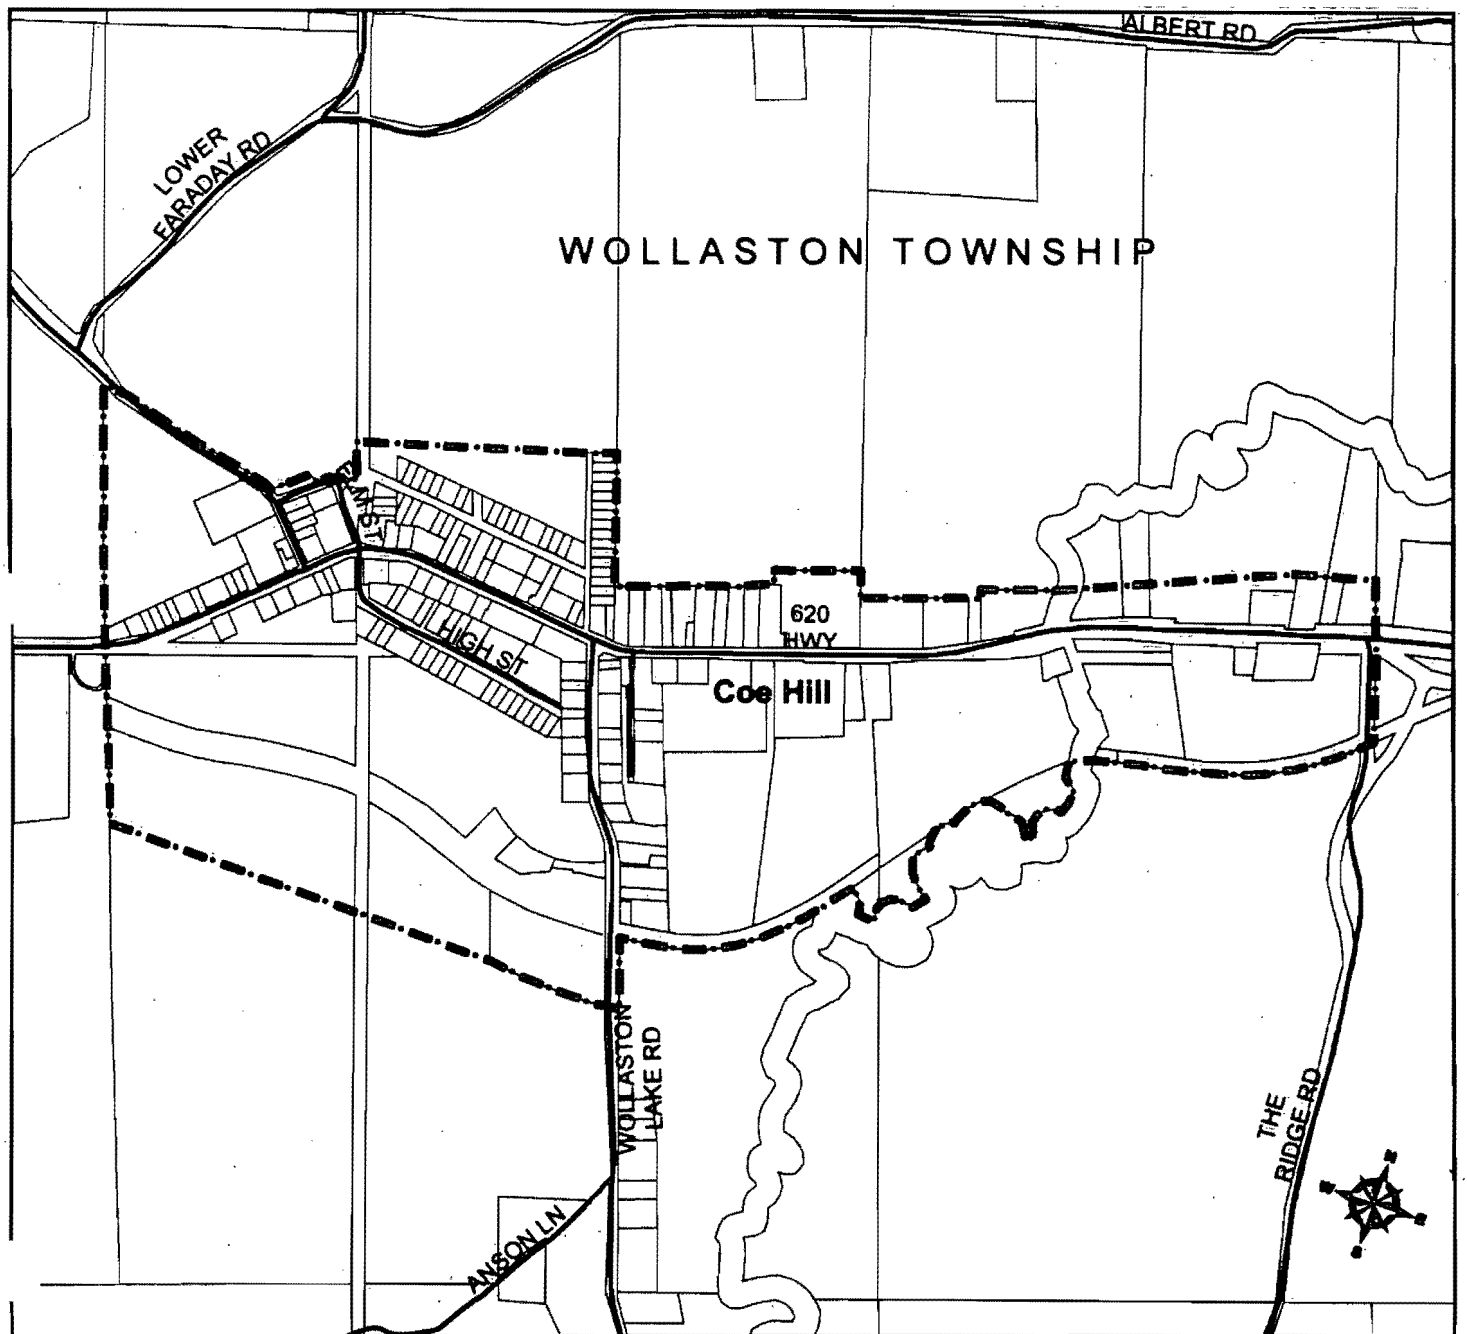 ALBERT RD
LOWER
FARADAY RD
WOLLASTON TOWNSHIP
ELM ST
620
HWY
HIGH ST
Coe Hill
WOLLASTON
LAKE RD
THE
RIDGE RD
ANSON LN
N
W
E
S